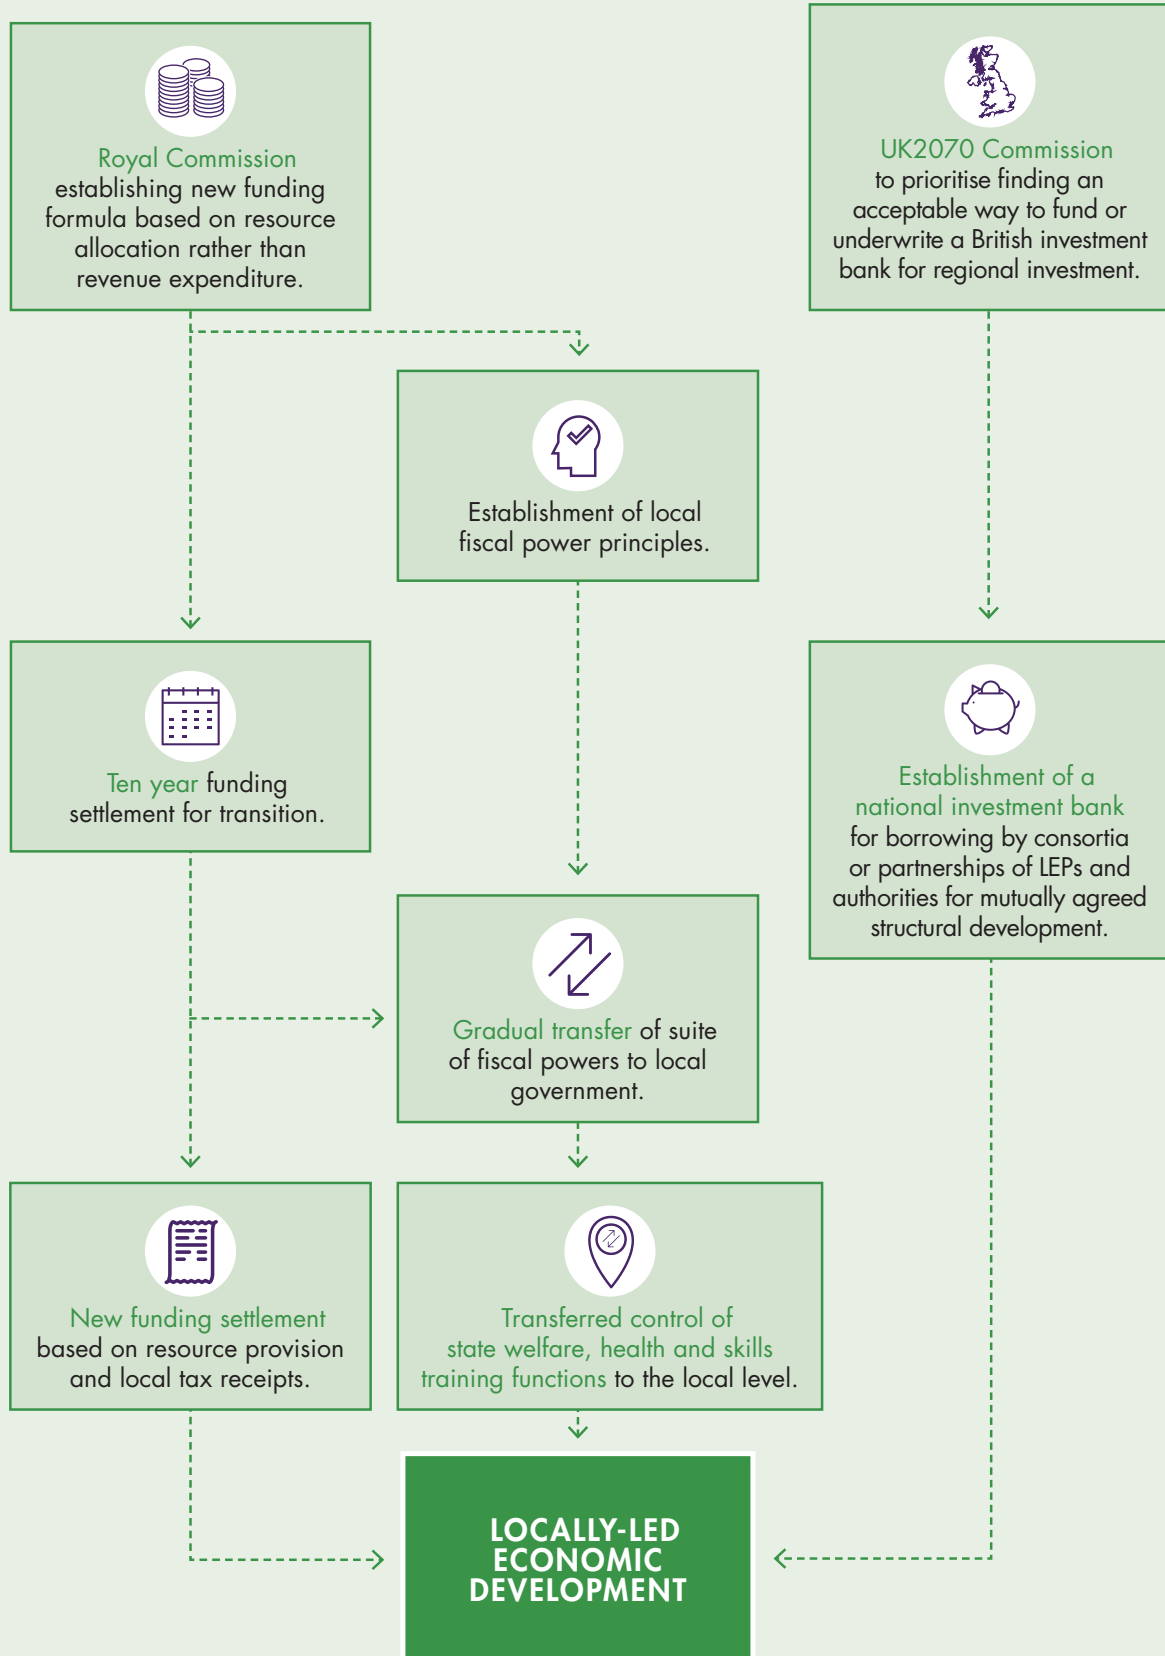 Royal Commission
establishing new funding
formula based on resource
allocation rather than
revenue expenditure.
UK2070 Commission
to prioritise finding an
acceptable way to fund or
underwrite a British investment
bank for regional investment.
Establishment of local
fiscal power principles.
Ten year funding
settlement for transition.
Establishment of a
national investment bank
for borrowing by consortia
or partnerships of LEPs and
authorities for mutually agreed
structural development.
Gradual transfer of suite
of fiscal powers to local
government.
New funding settlement
based on resource provision
and local tax receipts.
Transferred control of
state welfare, health and skills
training functions to the local level.
LOCALLY-LED
ECONOMIC
DEVELOPMENT